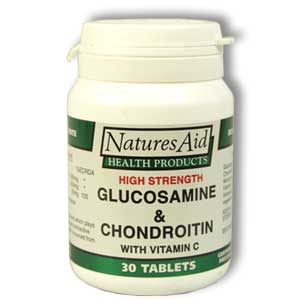 NaturesAid
HEALTH PRODUCTS
HIGH STRENGTH
GLUCOSAMINE
&
CHONDROITIN
WITH VITAMIN C
30 TABLETS